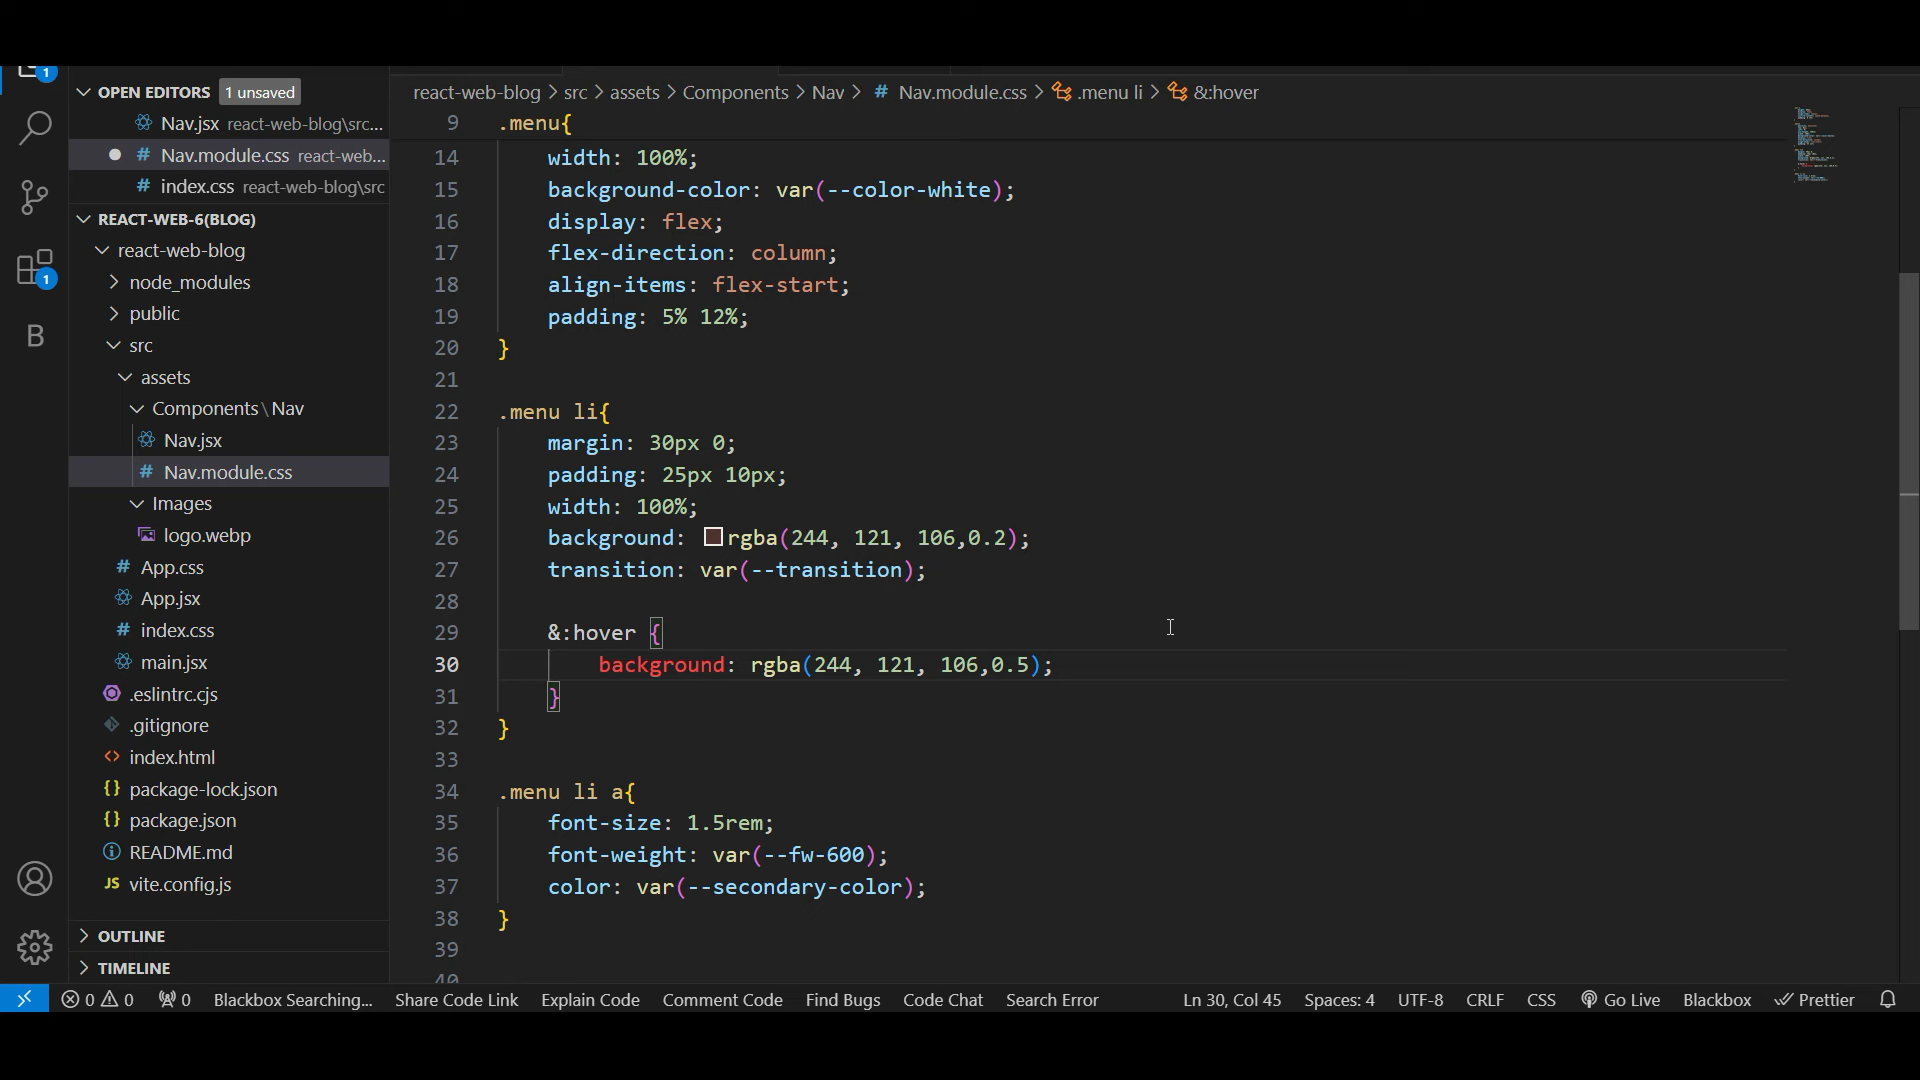 1
OPEN EDITORS 1 unsaved
Nav.jsx react-web-blog\src...
# Nav.module.css react-web...
# index.css react-web-blog\src
REACT-WEB-6(BLOG)
react-web-blog
node_modules
public
src
assets
Components\Nav
Nav.jsx
# Nav.module.css
Images
logo.webp
# App.css
App.jsx
# index.css
main.jsx
.eslintrc.cjs
.gitignore
<> index.html
{} package-lock.json
{} package.json
README.md
JS vite.config.js
OUTLINE
TIMELINE
1
B
react-web-blog > src > assets > Components > Nav > # Nav.module.css > .menu li > &:hover
9 .menu{
14 width: 100%;
15 background-color: var(--color-white);
16 display: flex;
17 flex-direction: column;
18 align-items: flex-start;
19 padding: 5% 12%;
20 }
21
22 .menu li{
23 margin: 30px 0;
24 padding: 25px 10px;
25 width: 100%;
26 background: rgba(244, 121, 106,0.2);
27 transition: var(--transition);
28
29 &:hover {
30 background: rgba(244, 121, 106,0.5);
31 }
32 }
33
34 .menu li a{
35 font-size: 1.5rem;
36 font-weight: var(--fw-600);
37 color: var(--secondary-color);
38 }
39
40
0 0 0 Blackbox Searching... Share Code Link Explain Code Comment Code Find Bugs Code Chat Search Error Ln 30, Col 45 Spaces: 4 UTF-8 CRLF CSS Go Live Blackbox Prettier